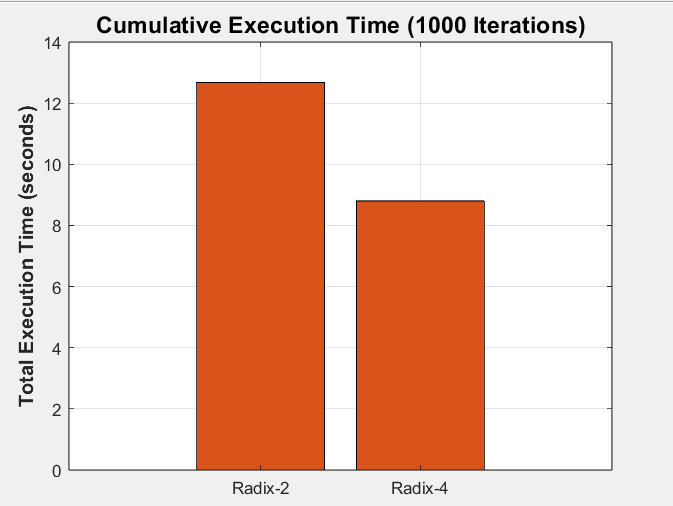 Cumulative Execution Time (1000 Iterations)
Total Execution Time (seconds)
14
12
10
8
6
4
2
0
Radix-2
Radix-4